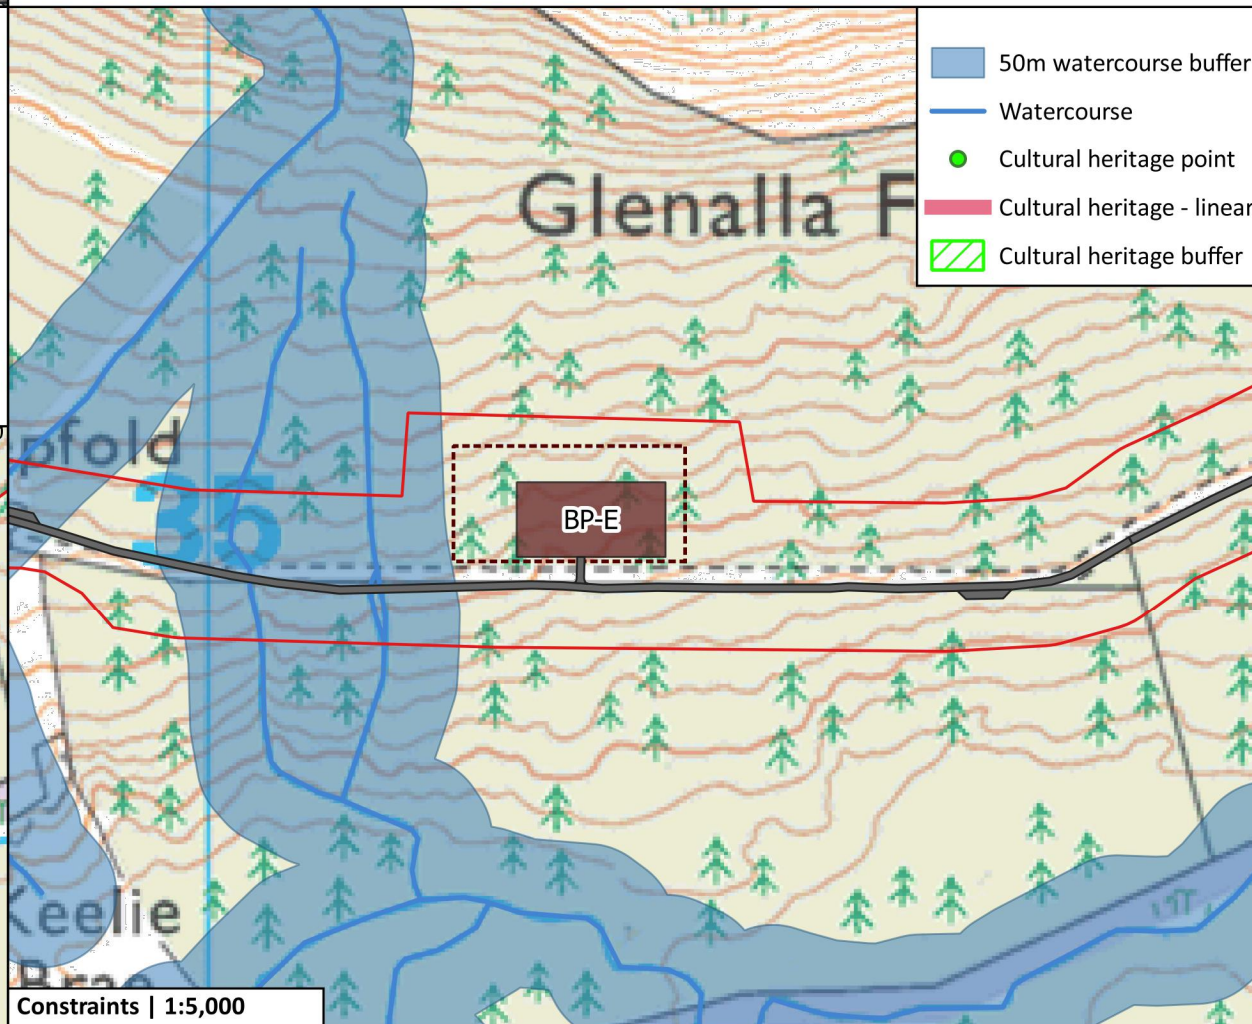 50m watercourse buffer
Watercourse
Cultural heritage point
Cultural heritage - linear
Cultural heritage buffer
Glenalla F
pfold
35
BP-E
Keelie
Brae
Constraints | 1:5,000